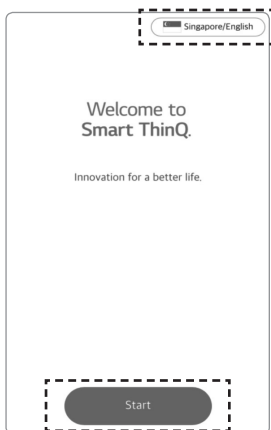 Singapore/English
Welcome to
Smart ThinQ.
Innovation for a better life.
Start